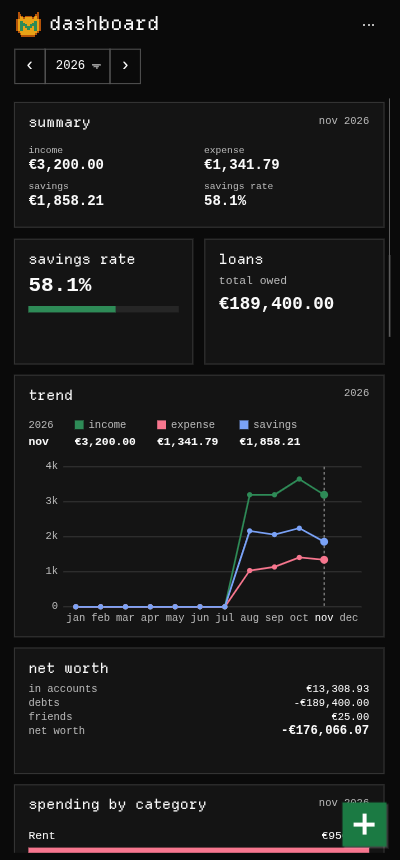 dashboard ...
‹ 2026 ›
summary nov 2026
income expense
€3,200.00 €1,341.79
savings savings rate
€1,858.21 58.1%
savings rate
58.1%
loans
total owed
€189,400.00
trend 2026
2026 income expense savings
nov €3,200.00 €1,341.79 €1,858.21
4k
3k
2k
1k
0
jan feb mar apr may jun jul aug sep oct nov dec
net worth
in accounts €13,308.93
debts -€189,400.00
friends €25.00
net worth -€176,066.07
spending by category nov 2026
Rent €95
+